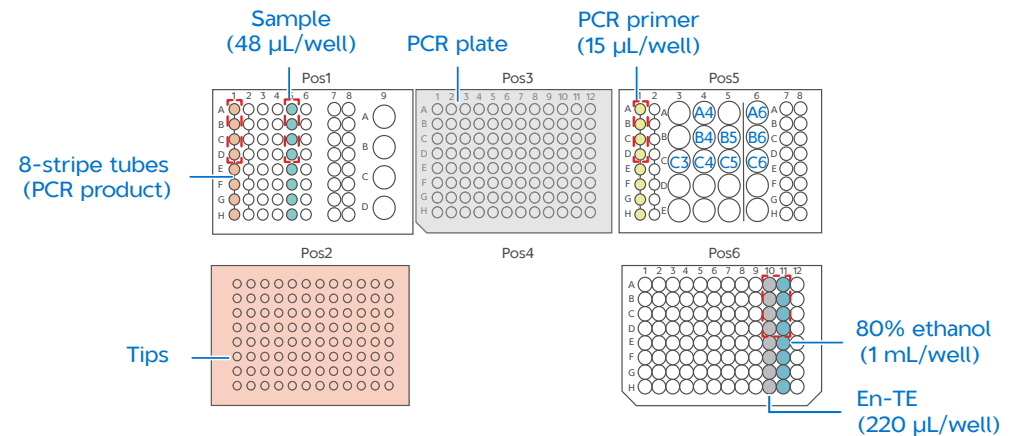 Sample
(48 µL/well)
PCR plate
PCR primer
(15 µL/well)
Pos1
Pos3
Pos5
1 2 3 4 5 6 7 8 9
1 2 3 4 5 6 7 8 9 10 11 12
1 2 3 4 5 6 7 8
A
B
C
D
E
F
G
H
A
B
C
D
A
B
C
D
E
F
G
H
A
B
C
D
E
F
G
H
A
B
C
D
E
A4 A6
B4 B5 B6
C3 C4 C5 C6
A
B
C
D
E
F
G
H
8-stripe tubes
(PCR product)
Pos2
Pos4
Pos6
1 2 3 4 5 6 7 8 9 10 11 12
A
B
C
D
E
F
G
H
Tips
80% ethanol
(1 mL/well)
En-TE
(220 µL/well)